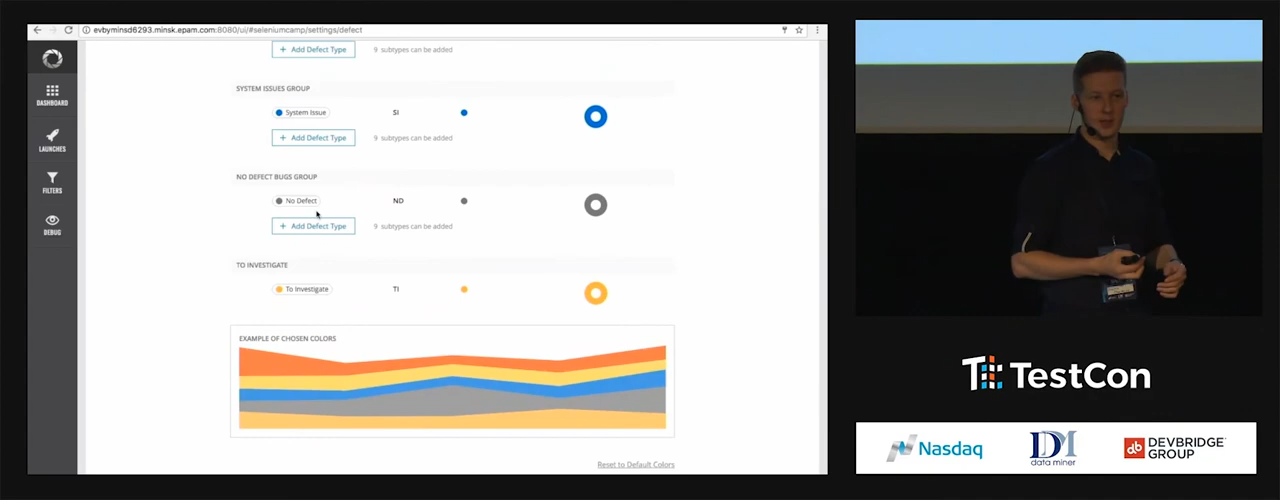 evbyminsd6293.minsk.epam.com:8080/ui/#seleniumcamp/settings/defect
+ Add Defect Type 9 subtypes can be added
DASHBOARD
LAUNCHES
FILTERS
DEBUG
SYSTEM ISSUES GROUP
System Issue SI
+ Add Defect Type 9 subtypes can be added
NO DEFECT BUGS GROUP
No Defect ND
+ Add Defect Type 9 subtypes can be added
TO INVESTIGATE
To Investigate TI
EXAMPLE OF CHOSEN COLORS
Reset to Default Colors
TestCon
Nasdaq
DM
data miner
db DEVBRIDGE
GROUP